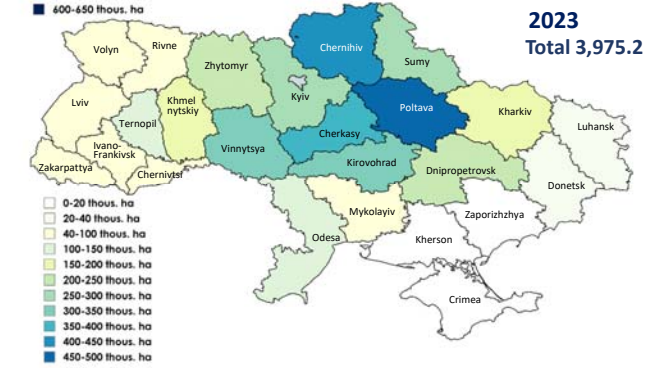 600-650 thous. ha
2023
Total 3,975.2
Volyn
Rivne
Zhytomyr
Chernihiv
Sumy
Kyiv
Lviv
Ternopil
Khmel
nytskiy
Poltava
Kharkiv
Luhansk
Ivano-
Frankivsk
Vinnytsya
Cherkasy
Kirovohrad
Zakarpattya
Chernivtsi
Dnipropetrovsk
Donetsk
Mykolayiv
Zaporizhzhya
Odesa
Kherson
Crimea
0-20 thous. ha
20-40 thous. ha
40-100 thous. ha
100-150 thous. ha
150-200 thous. ha
200-250 thous. ha
250-300 thous. ha
300-350 thous. ha
350-400 thous. ha
400-450 thous. ha
450-500 thous. ha